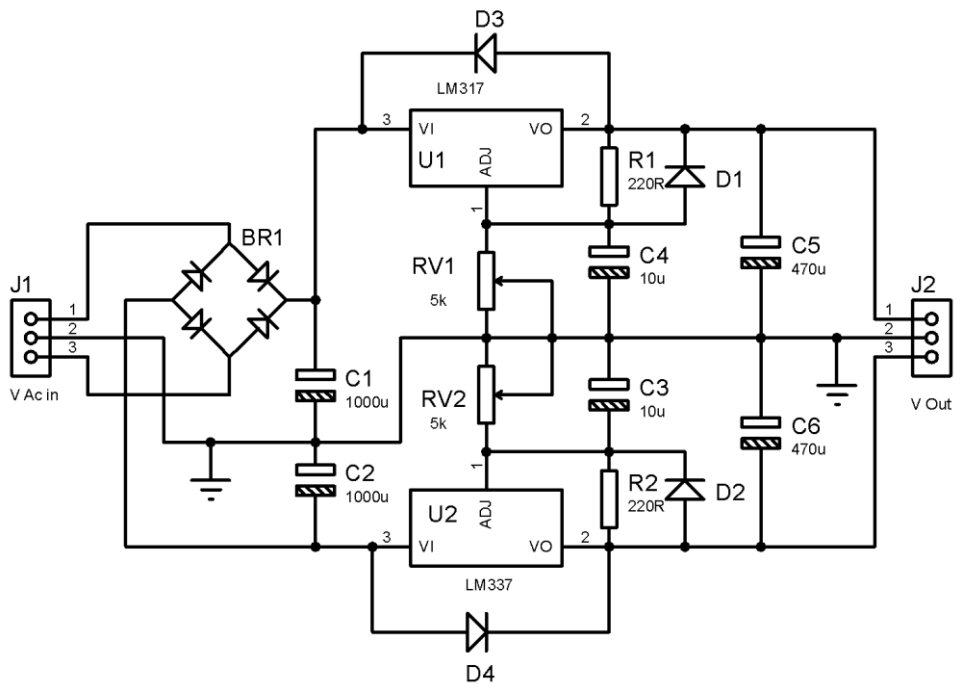 D3
LM317
3
VI
VO
2
U1
ADJ
1
R1
220R
D1
BR1
RV1
5k
C4
10u
C5
470u
J1
1
2
3
V Ac in
J2
1
2
3
V Out
C1
1000u
RV2
5k
C3
10u
C6
470u
C2
1000u
1
U2
ADJ
R2
220R
D2
3
VI
VO
2
LM337
D4